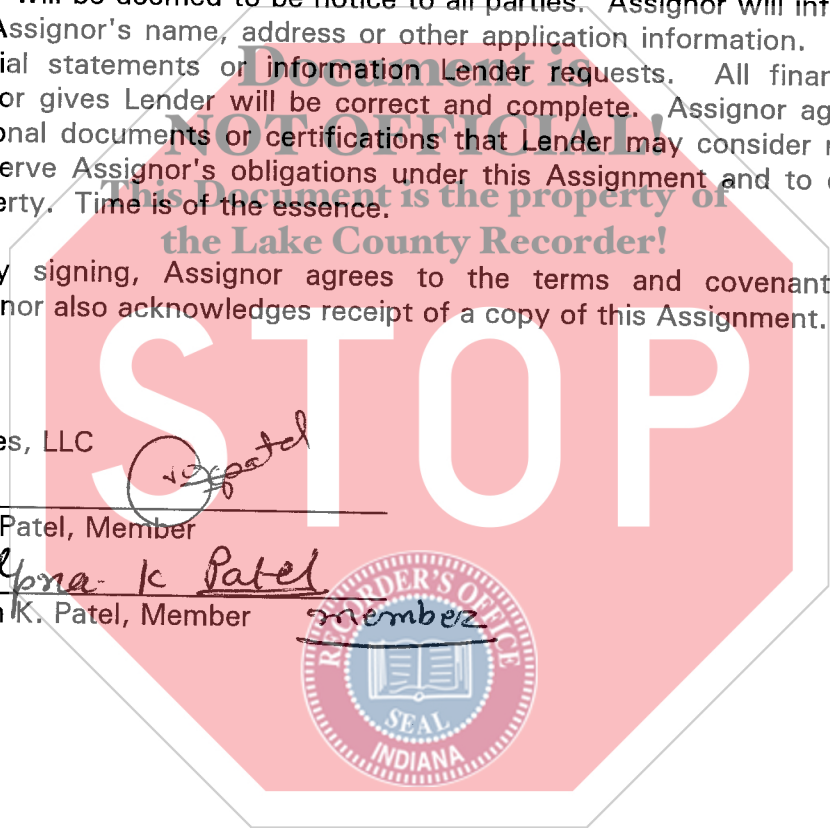 will be deemed to be notice to all parties. Assignor will inf
Assignor's name, address or other application information.
ial statements or information Lender requests. All finan
or gives Lender will be correct and complete. Assignor ag
onal documents or certifications that Lender may consider
erve Assignor's obligations under this Assignment and to
erty. Time is of the essence.
Document is
NOT OFFICIAL!
This Document is the property of
the Lake County Recorder!
y signing, Assignor agrees to the terms and covenant
nor also acknowledges receipt of a copy of this Assignment.
STOP
es, LLC
patel
Patel, Member
K Patel
K. Patel, Member member
RECORDER'S OFFICE
SEAL
INDIANA